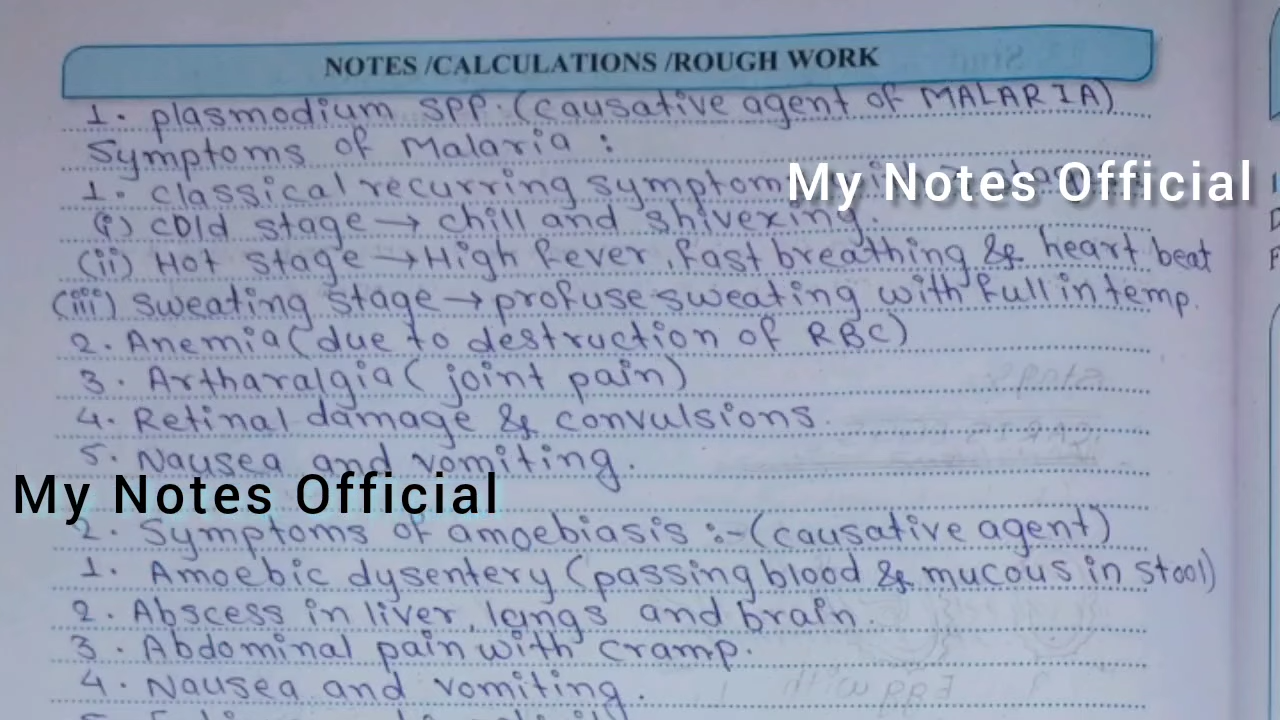 NOTES /CALCULATIONS /ROUGH WORK
1. plasmodium SPP. (causative agent of MALARIA)
Symptoms of Malaria :
1. classical recurring symptom
My Notes Official
(i) cold stage → chill and shivexing.
(ii) Hot stage → High fever, fast breathing & heart beat
(iii) sweating stage → profuse sweating with full in temp.
2. Anemia (due to destruction of RBC)
3. Artharalgia ( joint pain)
4. Retinal damage & convulsions.
5. Nausea and vomiting.
My Notes Official
2. Symptoms of amoebiasis :- (causative agent)
1. Amoebic dysentery (passing blood & mucous in stool)
2. Abscess in liver, lungs and brain.
3. Abdominal pain with cramp.
4. Nausea and vomiting.